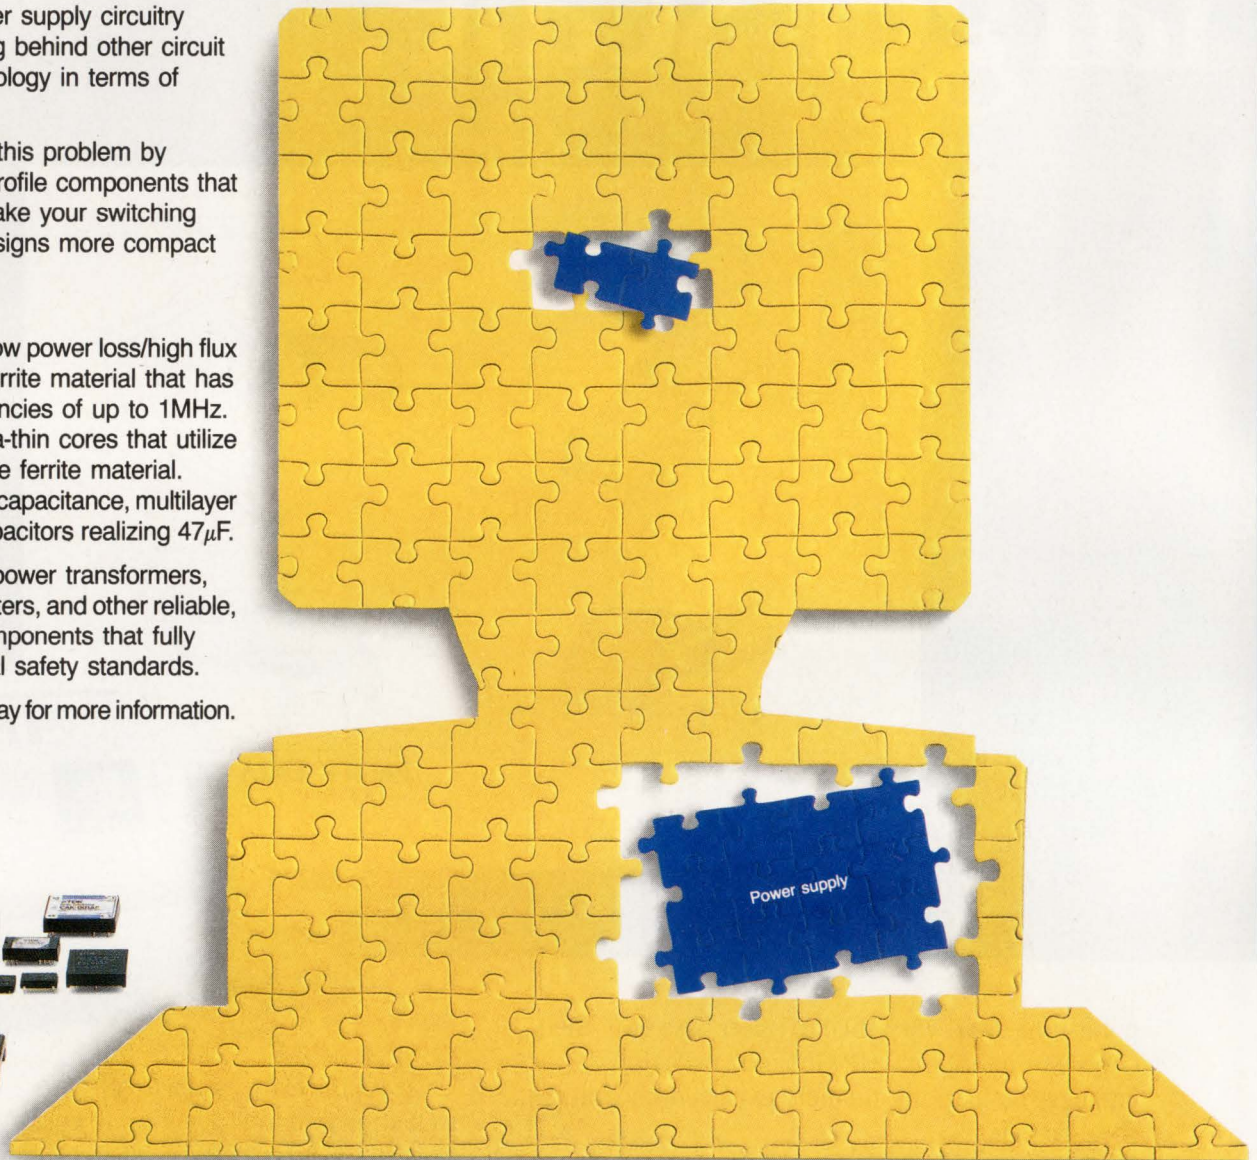 er supply circuitry
g behind other circuit
ology in terms of
this problem by
rofile components that
ake your switching
signs more compact
ow power loss/high flux
rrite material that has
ncies of up to 1MHz.
a-thin cores that utilize
e ferrite material.
capacitance, multilayer
pacitors realizing 47µF.
power transformers,
ters, and other reliable,
mponents that fully
al safety standards.
ay for more information.
TDK
Power supply